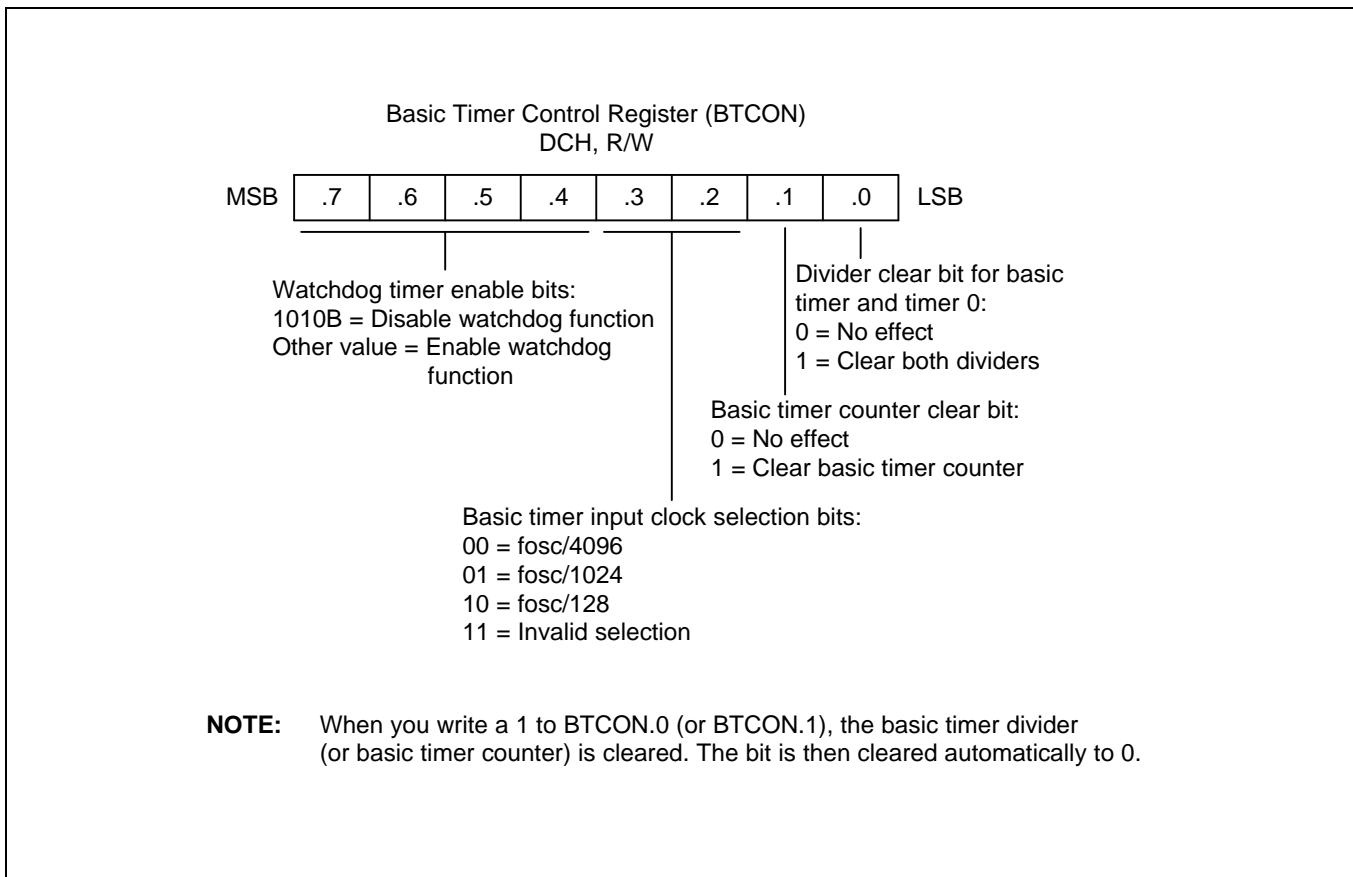 Basic Timer Control Register (BTCON)
DCH, R/W
MSB .7 .6 .5 .4 .3 .2 .1 .0 LSB
Watchdog timer enable bits:
1010B = Disable watchdog function
Other value = Enable watchdog
function
Divider clear bit for basic
timer and timer 0:
0 = No effect
1 = Clear both dividers
Basic timer counter clear bit:
0 = No effect
1 = Clear basic timer counter
Basic timer input clock selection bits:
00 = fosc/4096
01 = fosc/1024
10 = fosc/128
11 = Invalid selection
NOTE: When you write a 1 to BTCON.0 (or BTCON.1), the basic timer divider
(or basic timer counter) is cleared. The bit is then cleared automatically to 0.